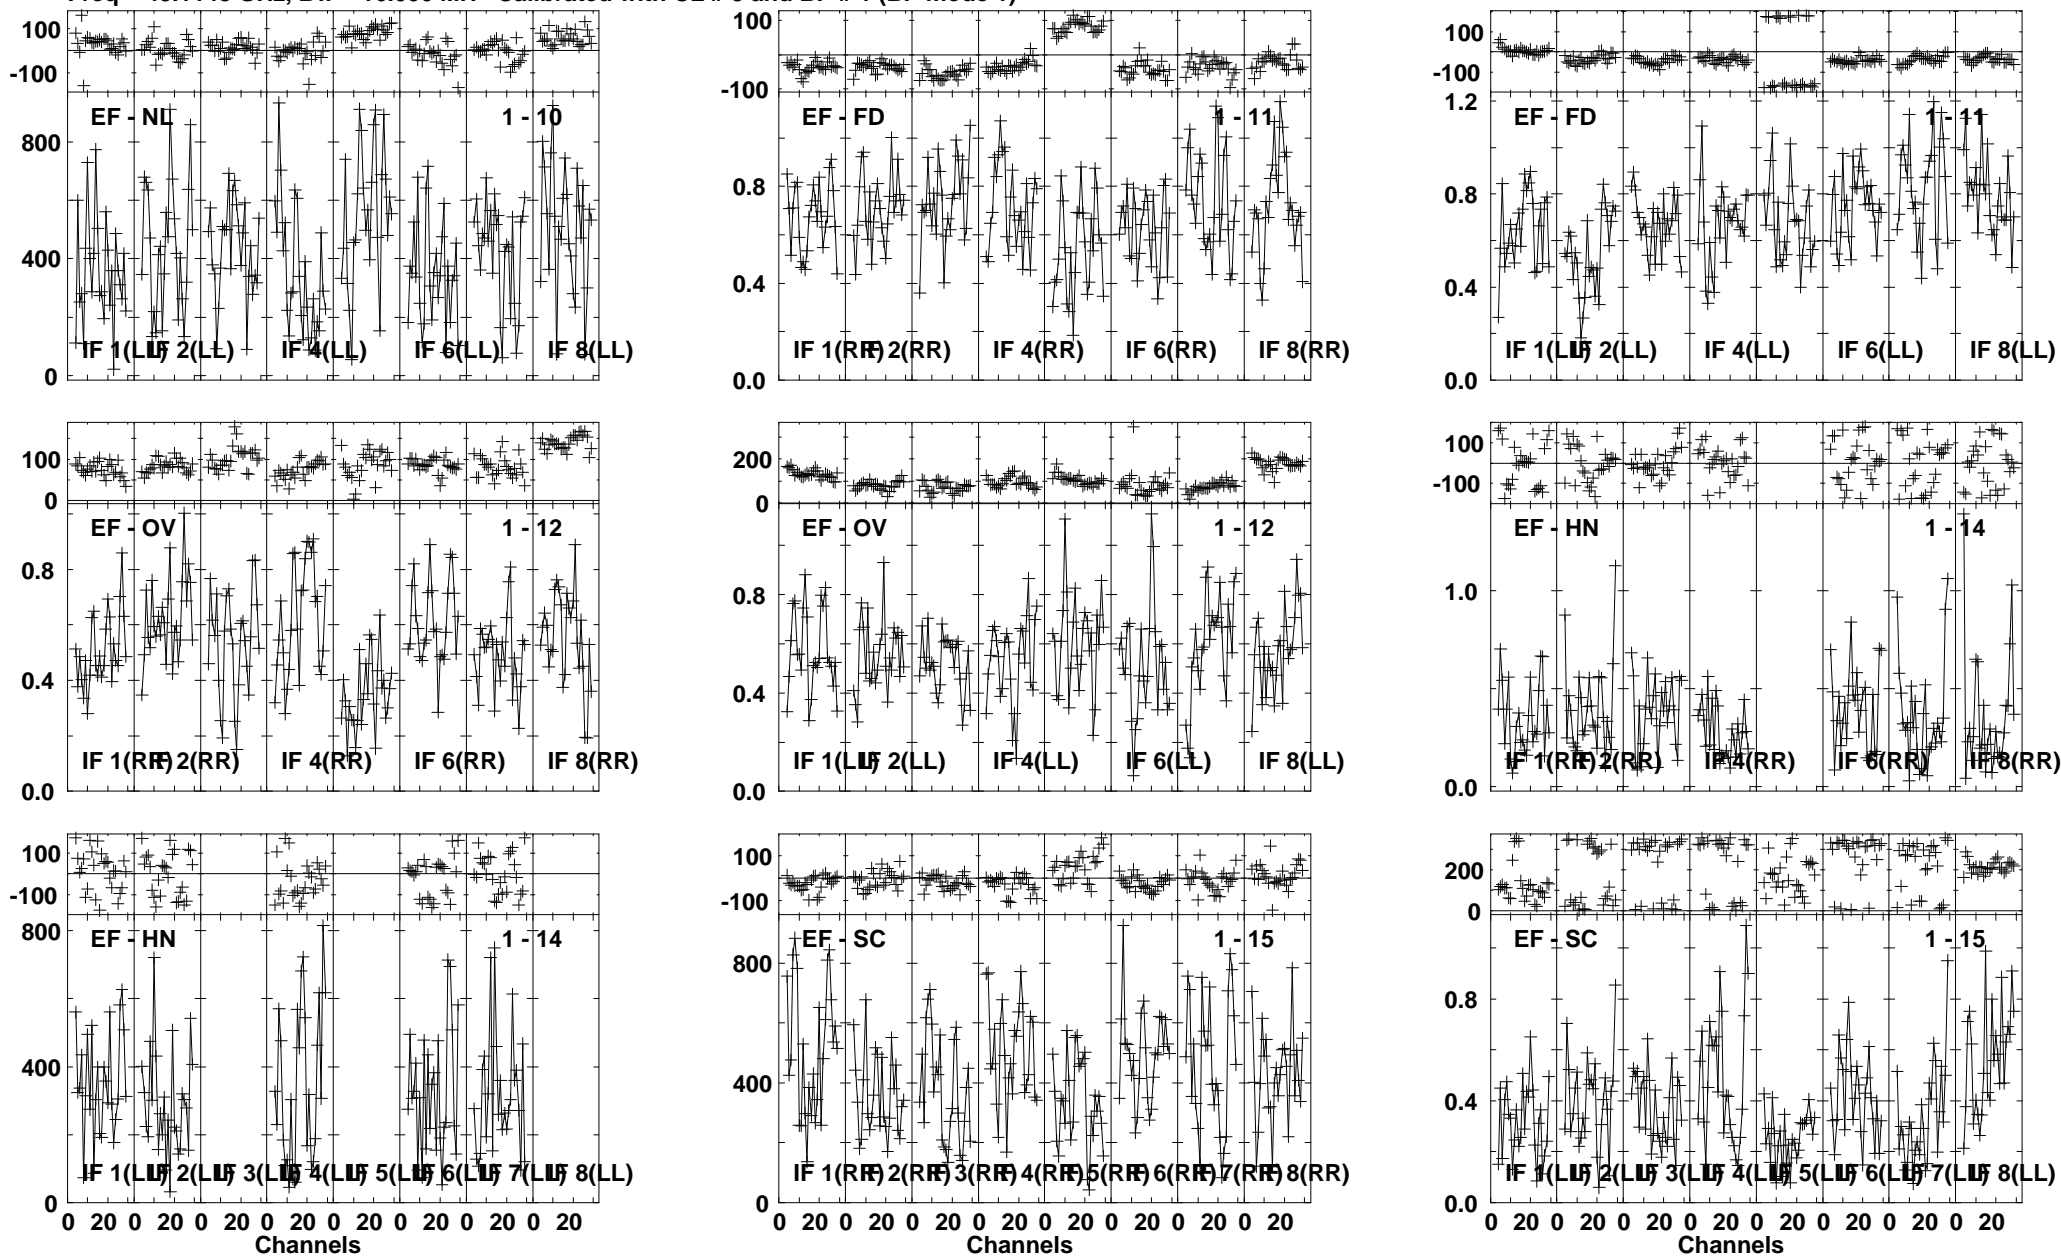 100
-100
EF - NL
1 - 10
800
400
0
IF 1(LL)
IF 2(LL)
IF 4(LL)
IF 6(LL)
IF 8(LL)
100
0
-100
EF - FD
1 - 11
0.8
0.4
0.0
IF 1(RR)
IF 2(RR)
IF 4(RR)
IF 6(RR)
IF 8(RR)
100
-100
1.2
EF - FD
1 - 11
0.8
0.4
0.0
IF 1(LL)
IF 2(LL)
IF 4(LL)
IF 6(LL)
IF 8(LL)
100
0
EF - OV
1 - 12
0.8
0.4
0.0
IF 1(RR)
IF 2(RR)
IF 4(RR)
IF 6(RR)
IF 8(RR)
200
0
EF - OV
1 - 12
0.8
0.4
0.0
IF 1(LL)
IF 2(LL)
IF 4(LL)
IF 6(LL)
IF 8(LL)
100
-100
EF - HN
1 - 14
1.0
0.0
IF 1(RR)
IF 2(RR)
IF 4(RR)
IF 6(RR)
IF 8(RR)
100
-100
800
EF - HN
1 - 14
400
0
IF 1(LL)
IF 2(LL)
IF 3(LL)
IF 4(LL)
IF 5(LL)
IF 6(LL)
IF 7(LL)
IF 8(LL)
0 20 0 20 0 20 0 20 0 20 0 20 0 20 0 20
Channels
100
-100
EF - SC
1 - 15
800
400
0
IF 1(RR)
IF 2(RR)
IF 3(RR)
IF 4(RR)
IF 5(RR)
IF 6(RR)
IF 7(RR)
IF 8(RR)
0 20 0 20 0 20 0 20 0 20 0 20 0 20 0 20
Channels
200
0
EF - SC
1 - 15
0.8
0.4
0.0
IF 1(LL)
IF 2(LL)
IF 3(LL)
IF 4(LL)
IF 5(LL)
IF 6(LL)
IF 7(LL)
IF 8(LL)
0 20 0 20 0 20 0 20 0 20 0 20 0 20 0 20
Channels